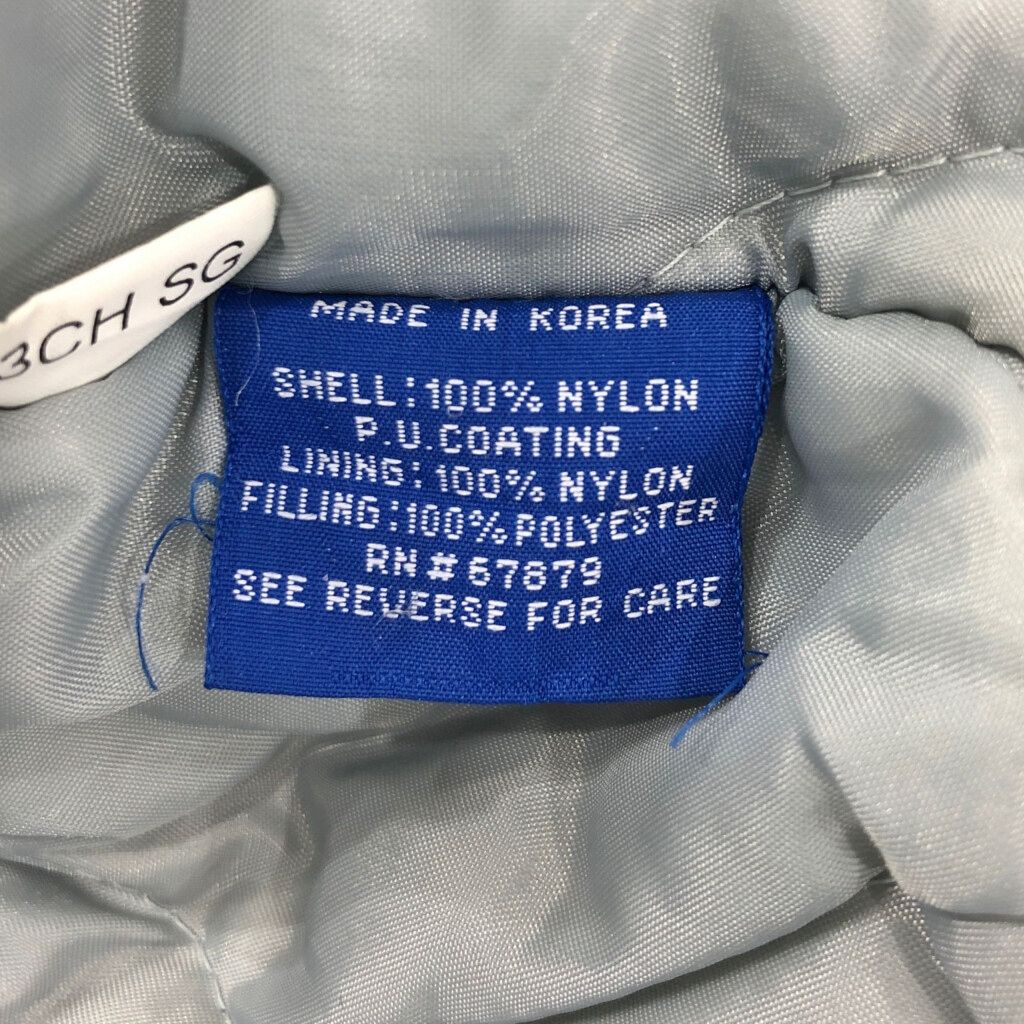 3CH SG
MADE IN KOREA
SHELL:100% NYLON
P.U.COATING
LINING:100% NYLON
FILLING:100%POLYESTER
RN#67879
SEE REVERSE FOR CARE